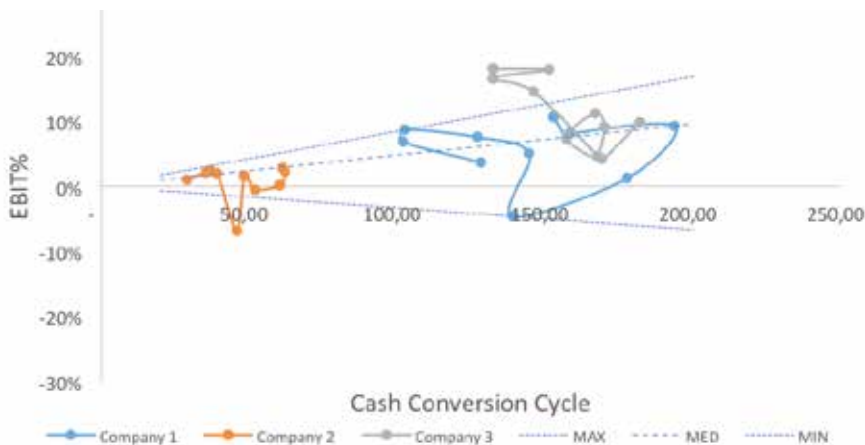 20%
10%
EBIT%
0%
- 50,00 100,00 150,00 200,00 250,00
-10%
-20%
-30%
Cash Conversion Cycle
Company 1 Company 2 Company 3 MAX MED MIN